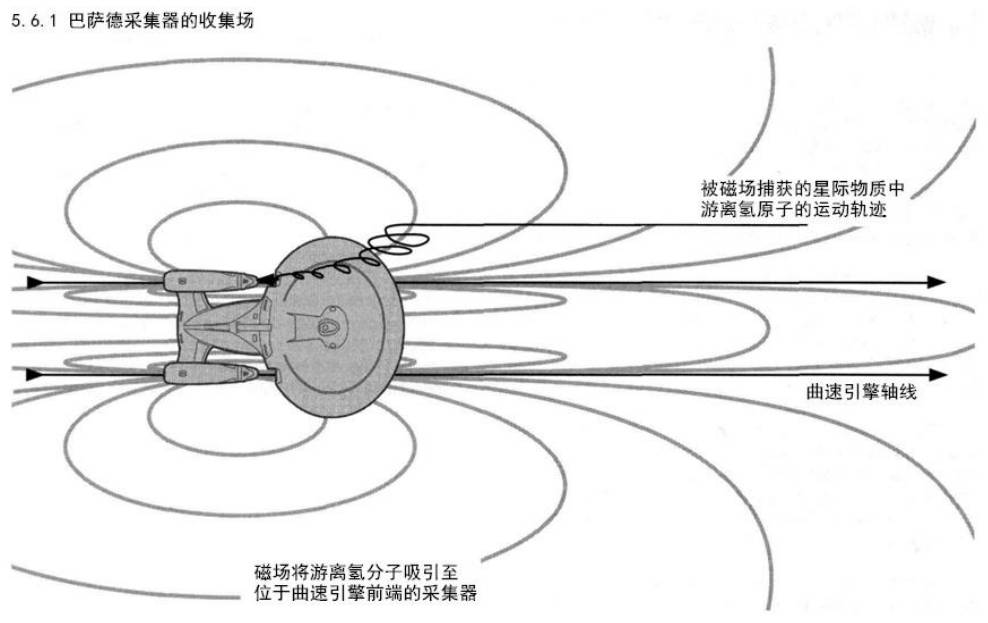 5.6.1 巴萨德采集器的收集场
被磁场捕获的星际物质中
游离氢原子的运动轨迹
曲速引擎轴线
磁场将游离氢分子吸引至
位于曲速引擎前端的采集器